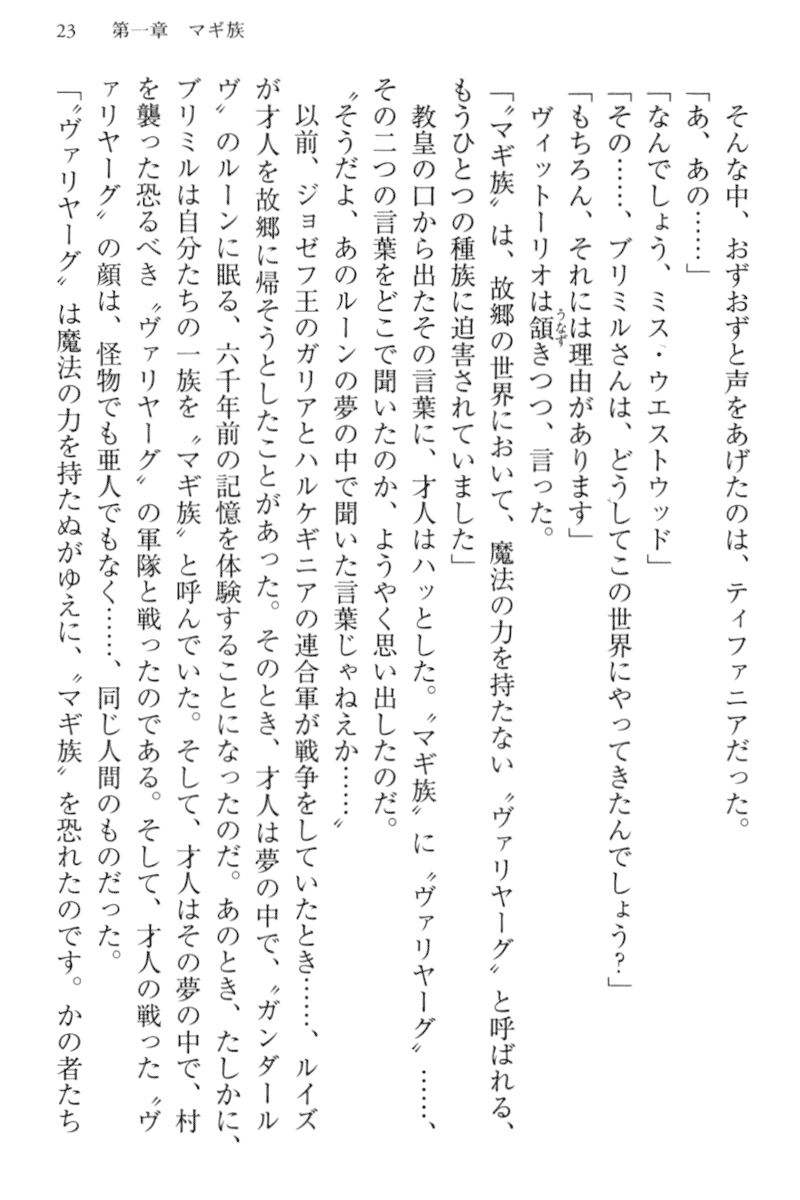 23　第一章　マギ族
そんな中、おずおずと声をあげたのは、ティファニアだった。
「あ、あの……」
「なんでしょう、ミス・ウエストウッド」
「その……、ブリミルさんは、どうしてこの世界にやってきたんでしょう？」
「もちろん、それには理由があります」
ヴィットーリオは頷きつつ、言った。
うなず
「〝マギ族〟は、故郷の世界において、魔法の力を持たない〝ヴァリヤーグ〟と呼ばれる、
もうひとつの種族に迫害されていました」
教皇の口から出たその言葉に、才人はハッとした。〝マギ族〟に〝ヴァリヤーグ〟……、
その二つの言葉をどこで聞いたのか、ようやく思い出したのだ。
〝そうだよ、あのルーンの夢の中で聞いた言葉じゃねえか……〟
以前、ジョゼフ王のガリアとハルケギニアの連合軍が戦争をしていたとき……、ルイズ
が才人を故郷に帰そうとしたことがあった。そのとき、才人は夢の中で、〝ガンダール
ヴ〟のルーンに眠る、六千年前の記憶を体験することになったのだ。あのとき、たしかに、
ブリミルは自分たちの一族を〝マギ族〟と呼んでいた。そして、才人はその夢の中で、村
を襲った恐るべき〝ヴァリヤーグ〟の軍隊と戦ったのである。そして、才人の戦った〝ヴ
ァリヤーグ〟の顔は、怪物でも亜人でもなく……、同じ人間のものだった。
「〝ヴァリヤーグ〟は魔法の力を持たぬがゆえに、〝マギ族〟を恐れたのです。かの者たち